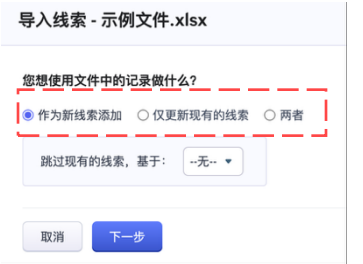 导入线索 - 示例文件.xlsx
您想使用文件中的记录做什么?
作为新线索添加 仅更新现有的线索 两者
跳过现有的线索，基于： --无--
取消 下一步